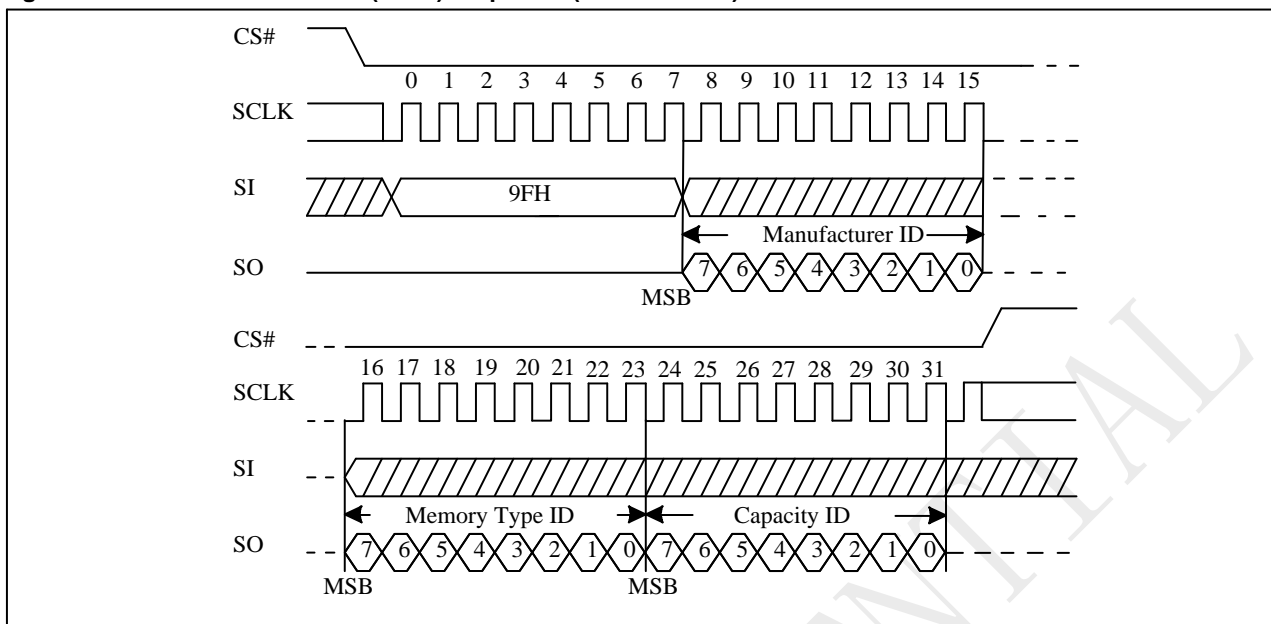 CS#
0 1 2 3 4 5 6 7 8 9 10 11 12 13 14 15
SCLK
SI
9FH
Manufacturer ID
SO
7 6 5 4 3 2 1 0
MSB
CS#
16 17 18 19 20 21 22 23 24 25 26 27 28 29 30 31
SCLK
SI
Memory Type ID Capacity ID
SO
7 6 5 4 3 2 1 0 7 6 5 4 3 2 1 0
MSB MSB
NTIAL